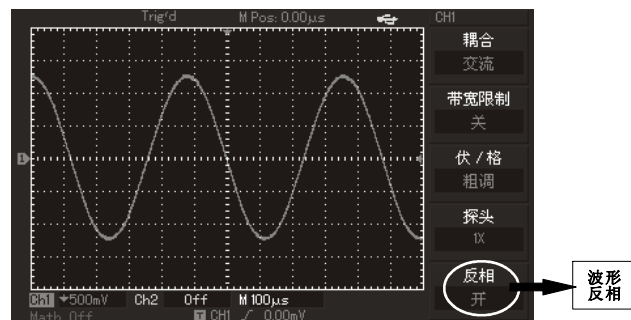 Trig'd M Pos: 0.00μs CH1
耦合
交流
带宽限制
关
伏/格
粗调
探头
1X
反相
开
波形
反相
1
Ch1 500mV Ch2 Off M 100μs
Math Off T CH1 0.00mV